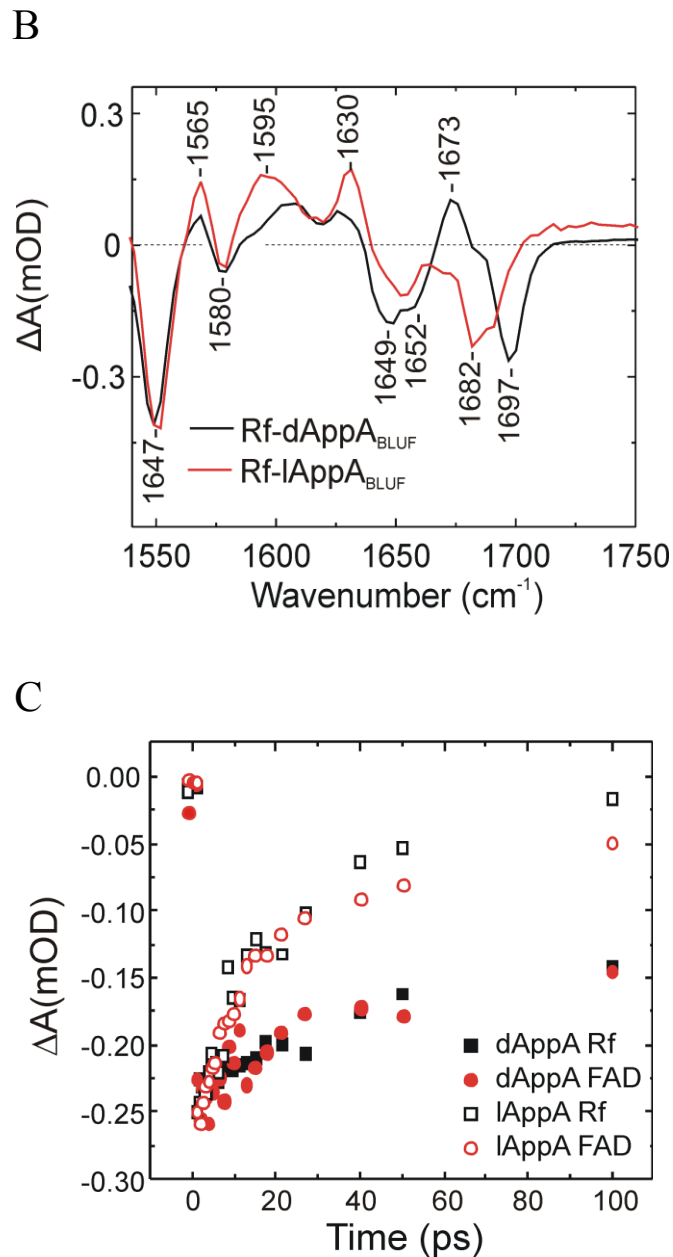 B
0.3
0
-0.3
ΔA(mOD)
1565
1595
1630
1673
1580
1649
1652
1682
1697
1647
Rf-dAppABLUF
Rf-lAppABLUF
1550 1600 1650 1700 1750
Wavenumber (cm-1)
C
0.00
-0.05
-0.10
-0.15
-0.20
-0.25
-0.30
ΔA(mOD)
dAppA Rf
dAppA FAD
lAppA Rf
lAppA FAD
0 20 40 60 80 100
Time (ps)